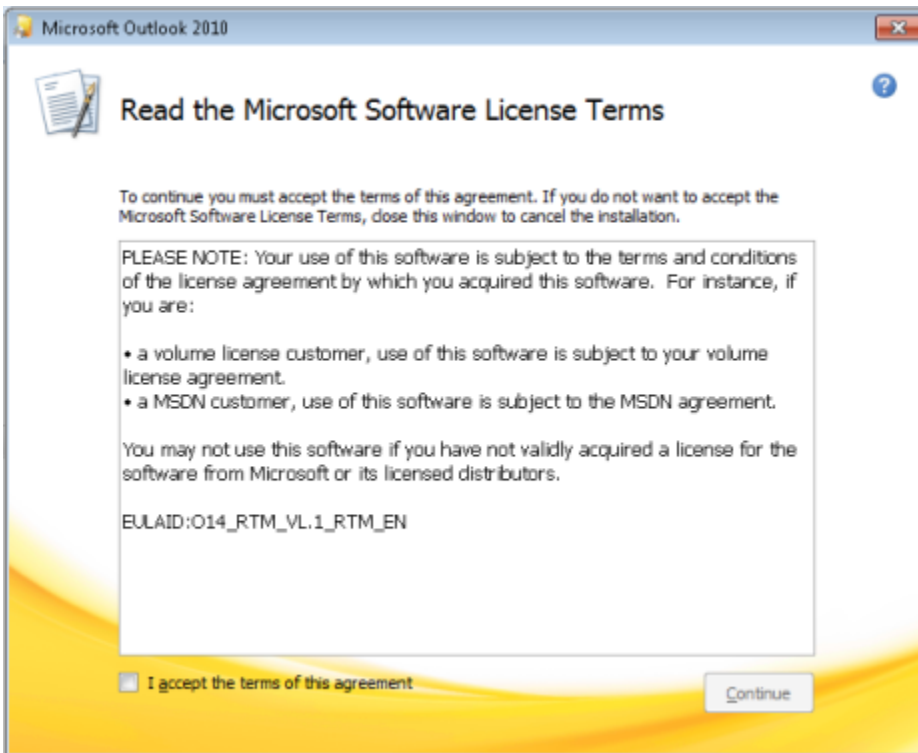 Microsoft Outlook 2010
Read the Microsoft Software License Terms
To continue you must accept the terms of this agreement. If you do not want to accept the
Microsoft Software License Terms, close this window to cancel the installation.
PLEASE NOTE: Your use of this software is subject to the terms and conditions
of the license agreement by which you acquired this software.  For instance, if
you are:
• a volume license customer, use of this software is subject to your volume
license agreement.
• a MSDN customer, use of this software is subject to the MSDN agreement.
You may not use this software if you have not validly acquired a license for the
software from Microsoft or its licensed distributors.
EULAID:O14_RTM_VL.1_RTM_EN
I accept the terms of this agreement
Continue